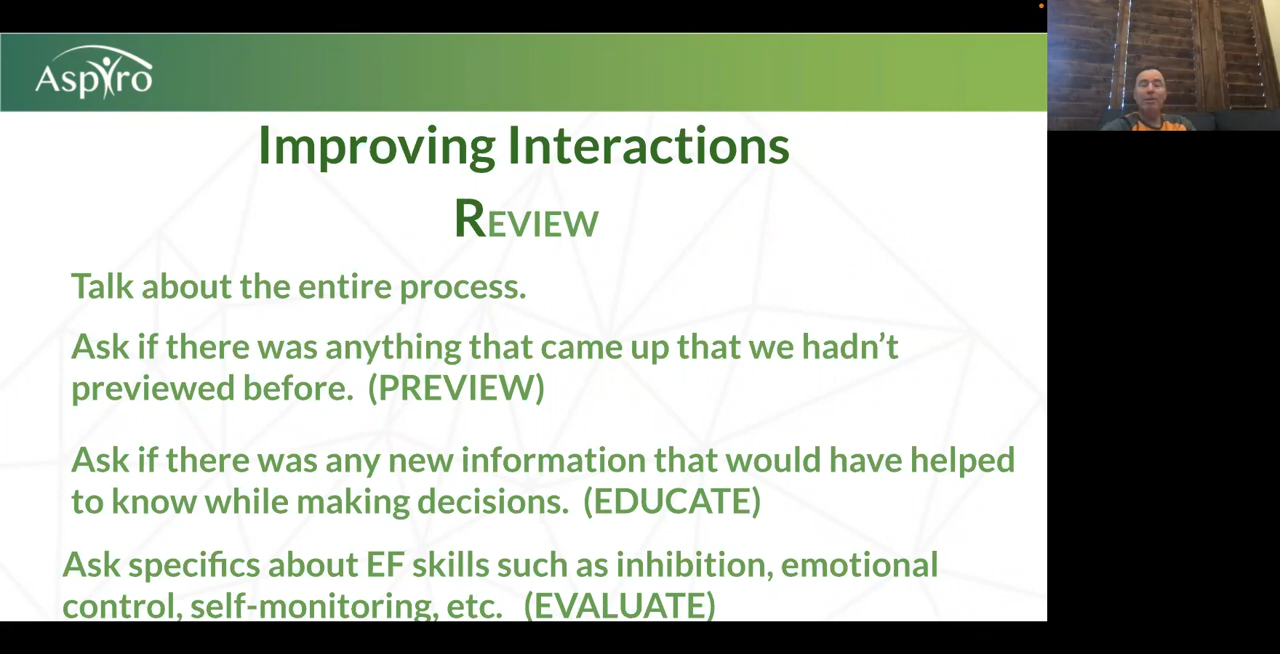 Aspiro
Improving Interactions
REVIEW
Talk about the entire process.
Ask if there was anything that came up that we hadn’t
previewed before. (PREVIEW)
Ask if there was any new information that would have helped
to know while making decisions. (EDUCATE)
Ask specifics about EF skills such as inhibition, emotional
control, self-monitoring, etc. (EVALUATE)